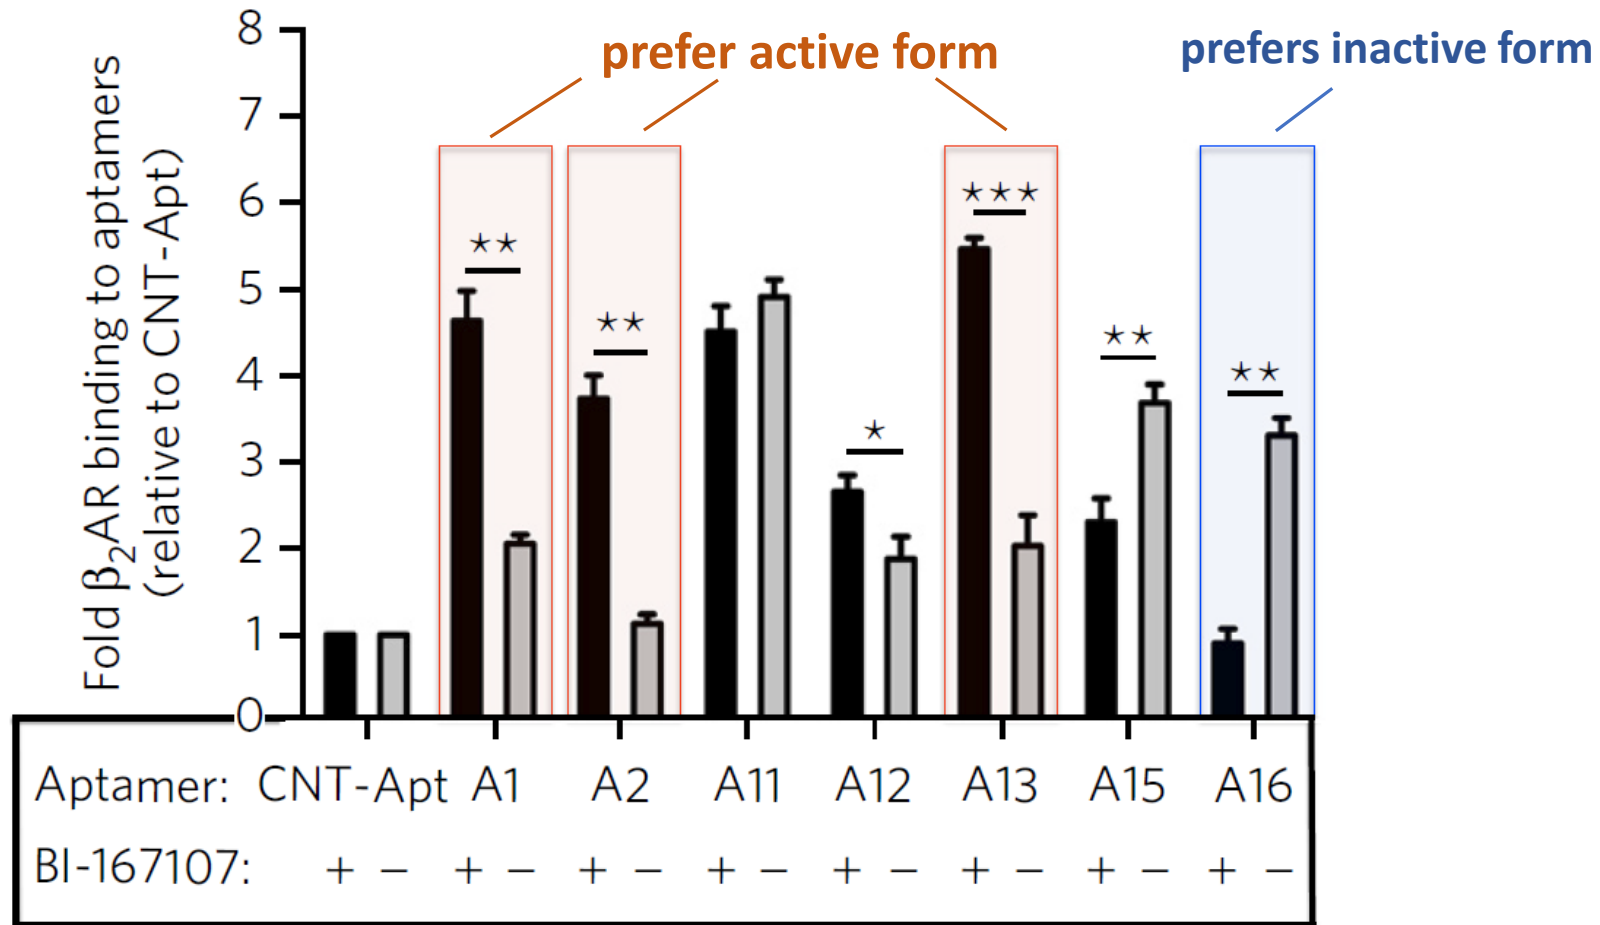 prefer active form
prefers inactive form
Fold β₂AR binding to aptamers
(relative to CNT-Apt)
8
7
6
5
4
3
2
1
0
**
**
*
***
**
**
Aptamer: CNT-Apt A1 A2 A11 A12 A13 A15 A16
BI-167107: + − + − + − + − + − + − + − + −